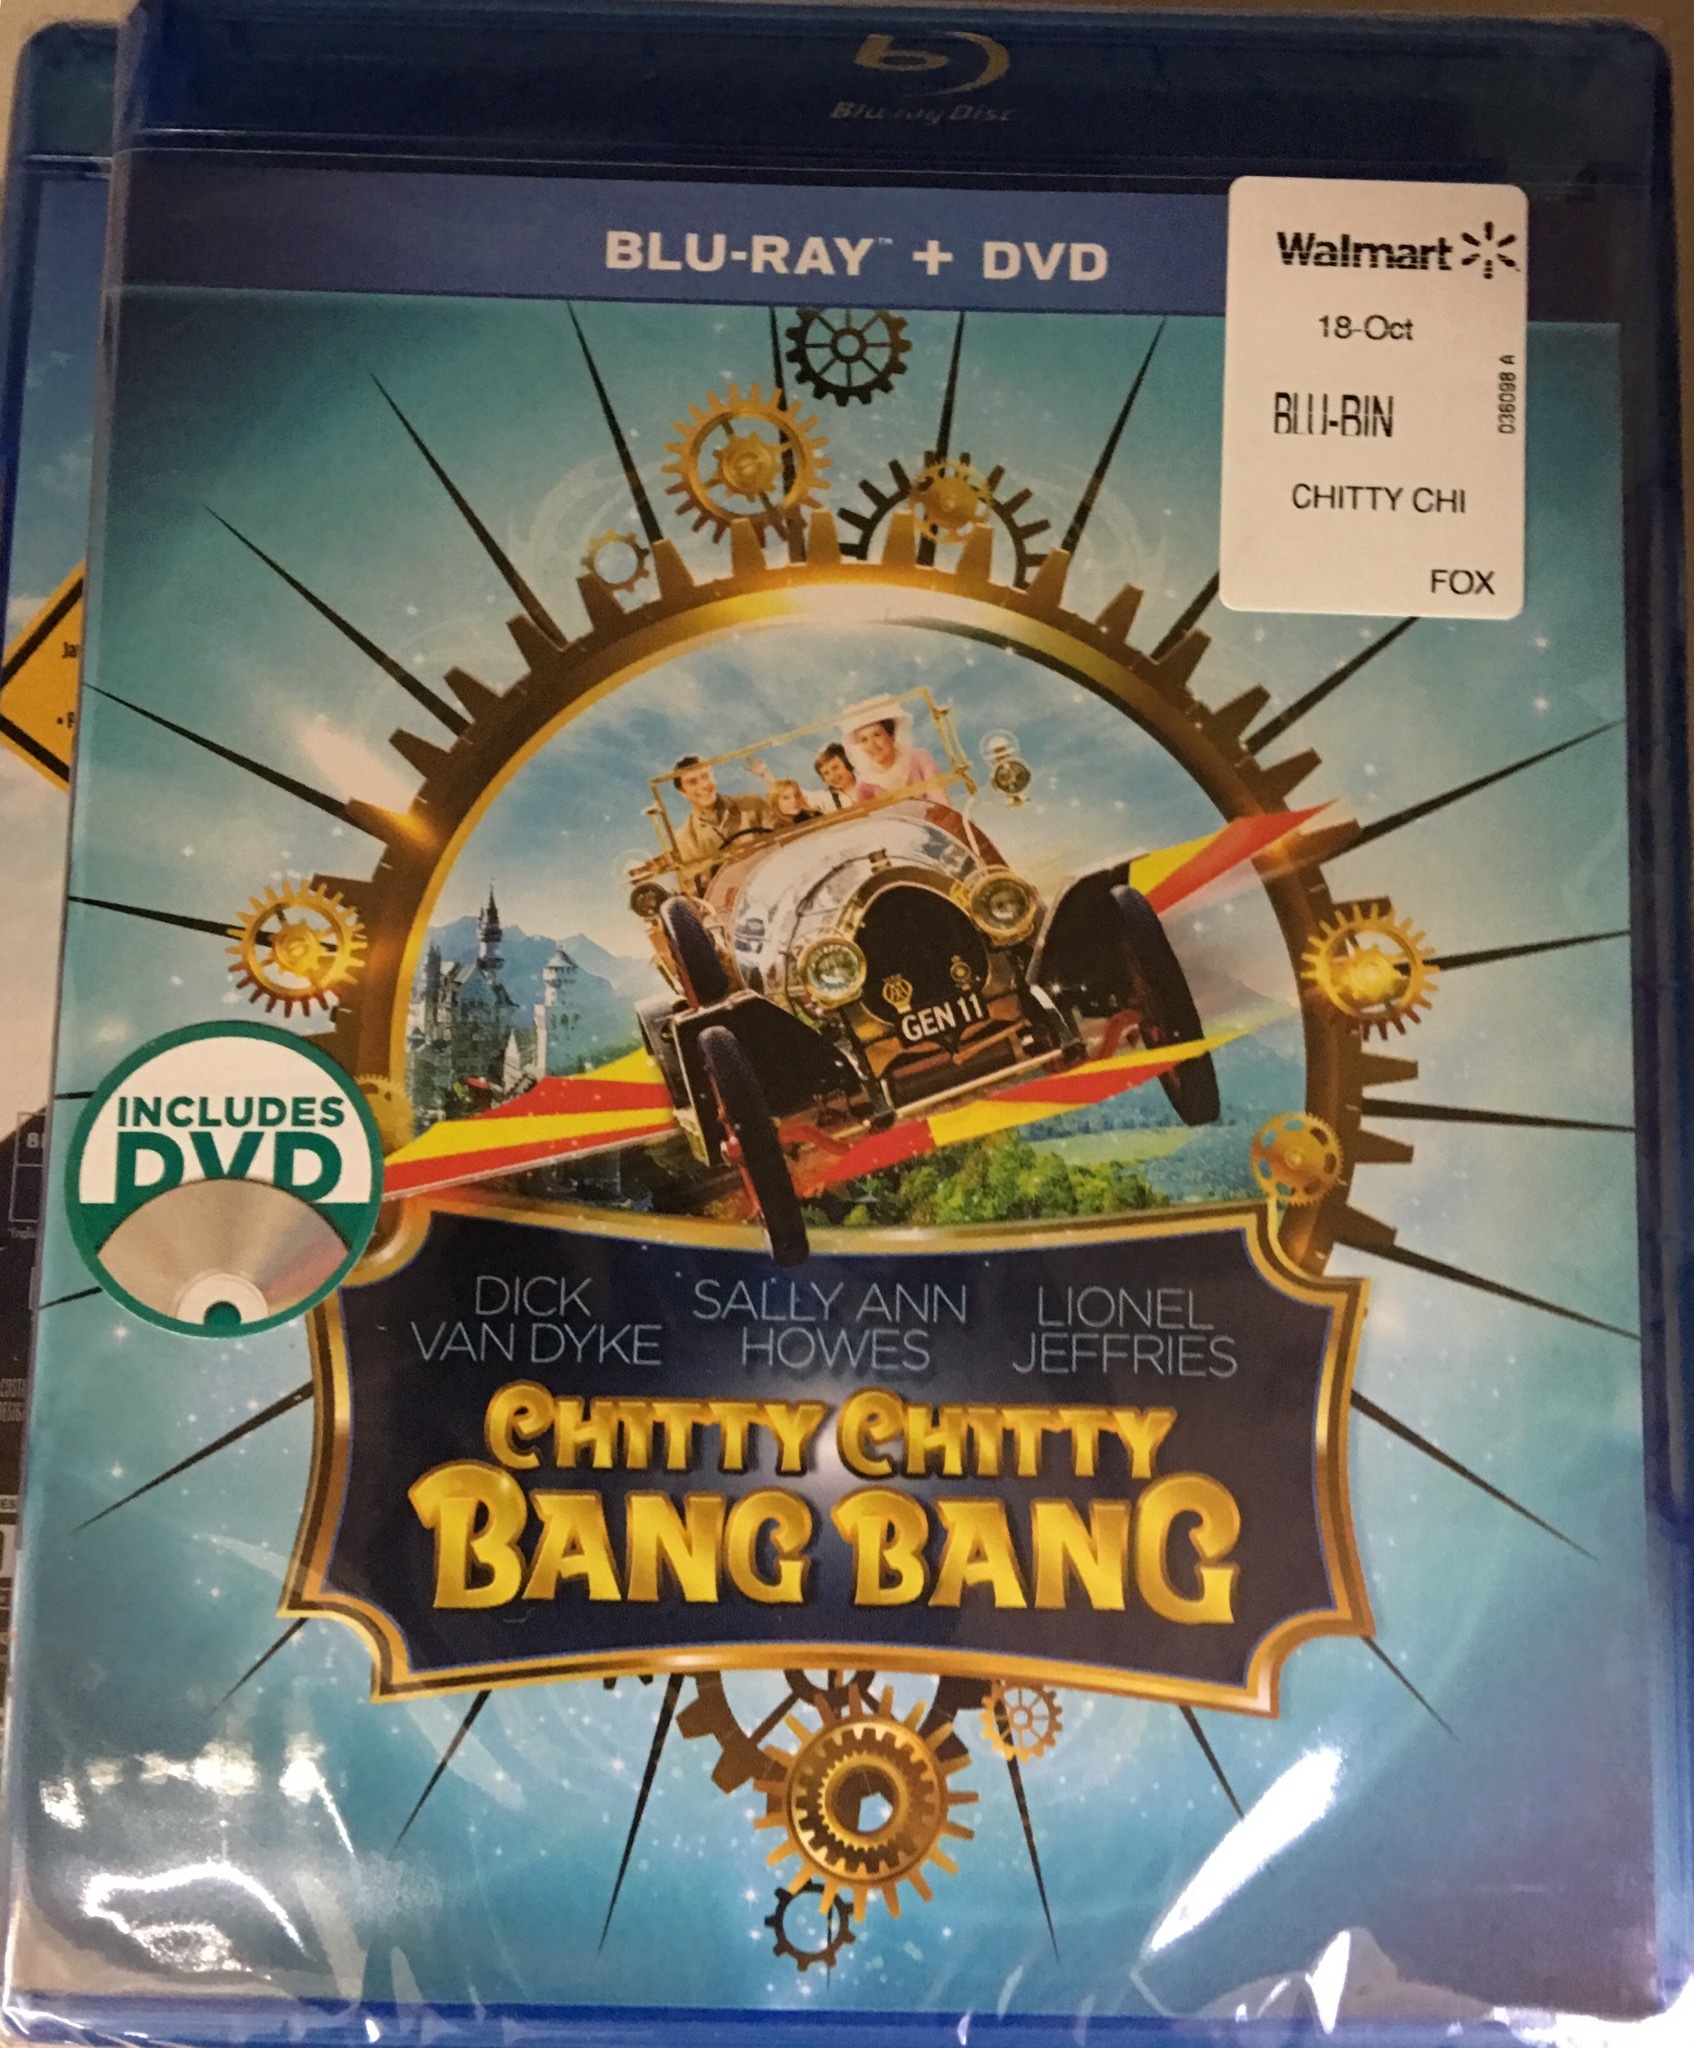 Blu-ray Disc
BLU-RAY™ + DVD
Walmart
18-Oct
BLU-BIN
036098 A
CHITTY CHI
FOX
GEN 11
INCLUDES
DVD
DICK
VAN DYKE
SALLY ANN
HOWES
LIONEL
JEFFRIES
CHITTY CHITTY
BANG BANG